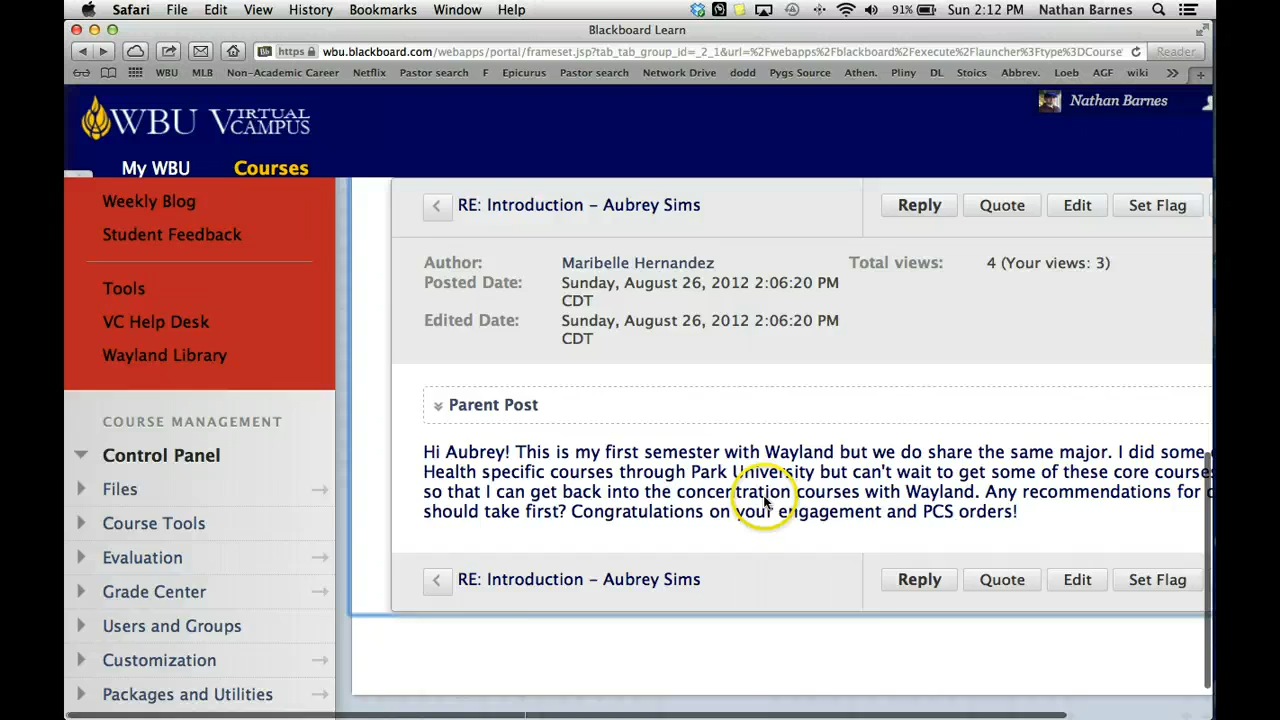 Safari File Edit View History Bookmarks Window Help 91% Sun 2:12 PM Nathan Barnes
Blackboard Learn
https wbu.blackboard.com/webapps/portal/frameset.jsp?tab_tab_group_id=_2_1&url=%2Fwebapps%2Fblackboard%2Fexecute%2Flauncher%3Ftype%3DCourse Reader
WBU MLB Non-Academic Career Netflix Pastor search F Epicurus Pastor search Network Drive dodd Pygs Source Athen. Pliny DL Stoics Abbrev. Loeb AGF wiki
WBU VIRTUAL CAMPUS
Nathan Barnes
My WBU Courses
Weekly Blog
Student Feedback
Tools
VC Help Desk
Wayland Library
COURSE MANAGEMENT
Control Panel
Files
Course Tools
Evaluation
Grade Center
Users and Groups
Customization
Packages and Utilities
RE: Introduction - Aubrey Sims Reply Quote Edit Set Flag
Author: Maribelle Hernandez Total views: 4 (Your views: 3)
Posted Date: Sunday, August 26, 2012 2:06:20 PM
CDT
Edited Date: Sunday, August 26, 2012 2:06:20 PM
CDT
Parent Post
Hi Aubrey! This is my first semester with Wayland but we do share the same major. I did some
Health specific courses through Park University but can't wait to get some of these core course
so that I can get back into the concentration courses with Wayland. Any recommendations for
should take first? Congratulations on your engagement and PCS orders!
RE: Introduction - Aubrey Sims Reply Quote Edit Set Flag